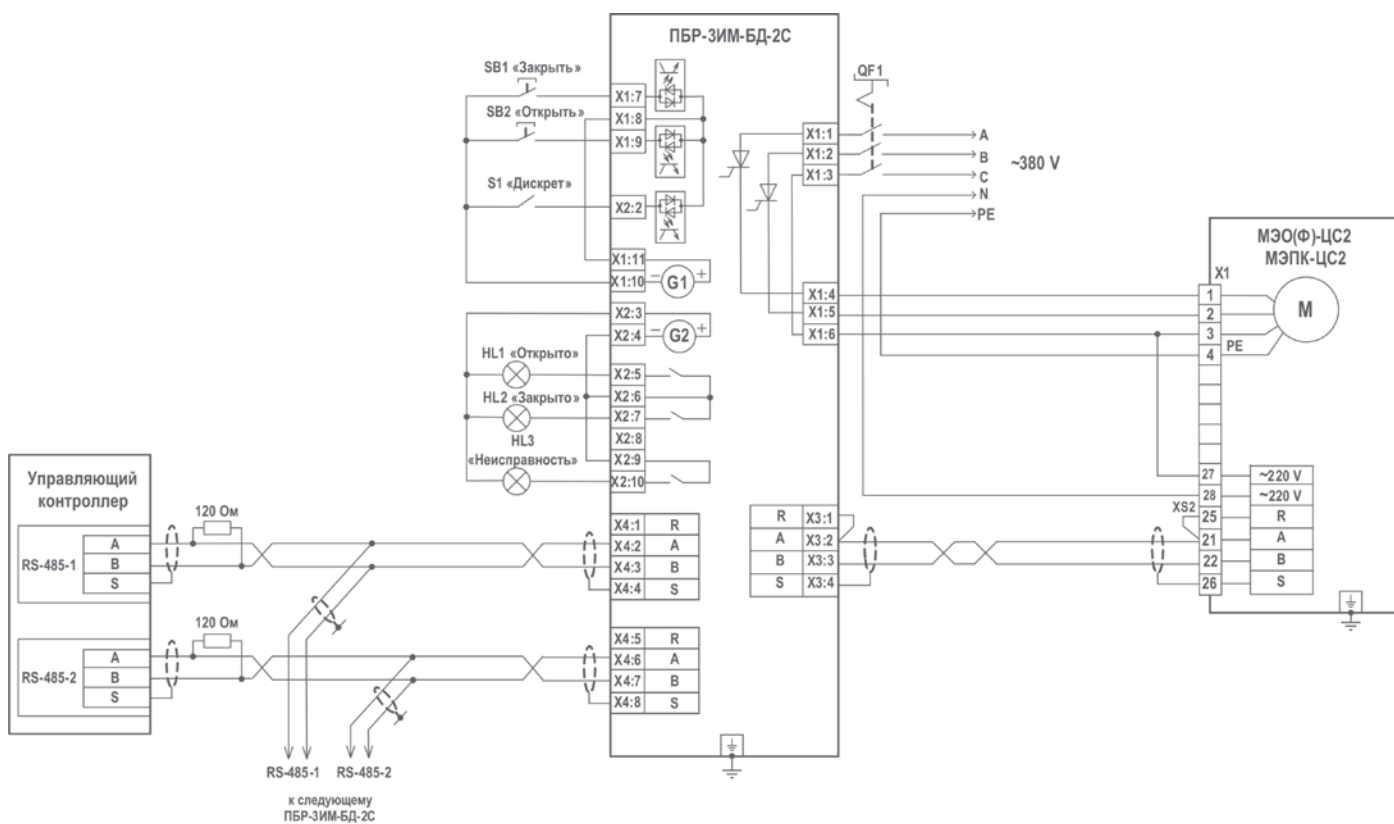 ПБР-3ИМ-БД-2С
SB1 «Закрыть»
X1:7
X1:8
SB2 «Открыть»
X1:9
S1 «Дискрет»
X2:2
X1:11
X1:10
− G1 +
X2:3
X2:4
− G2 +
HL1 «Открыто»
X2:5
X2:6
HL2 «Закрыто»
X2:7
X2:8
HL3
«Неисправность»
X2:9
X2:10
QF1
X1:1
A
X1:2
B
X1:3
C
~380 V
N
PE
X1:4
X1:5
X1:6
МЭО(Ф)-ЦС2
МЭПК-ЦС2
X1
1
2
3
4
PE
M
27
~220 V
28
~220 V
XS2
25
R
21
A
22
B
26
S
R X3:1
A X3:2
B X3:3
S X3:4
Управляющий
контроллер
RS-485-1
A
B
S
120 Ом
X4:1 R
X4:2 A
X4:3 B
X4:4 S
RS-485-2
A
B
S
120 Ом
X4:5 R
X4:6 A
X4:7 B
X4:8 S
RS-485-1 RS-485-2
к следующему
ПБР-3ИМ-БД-2С